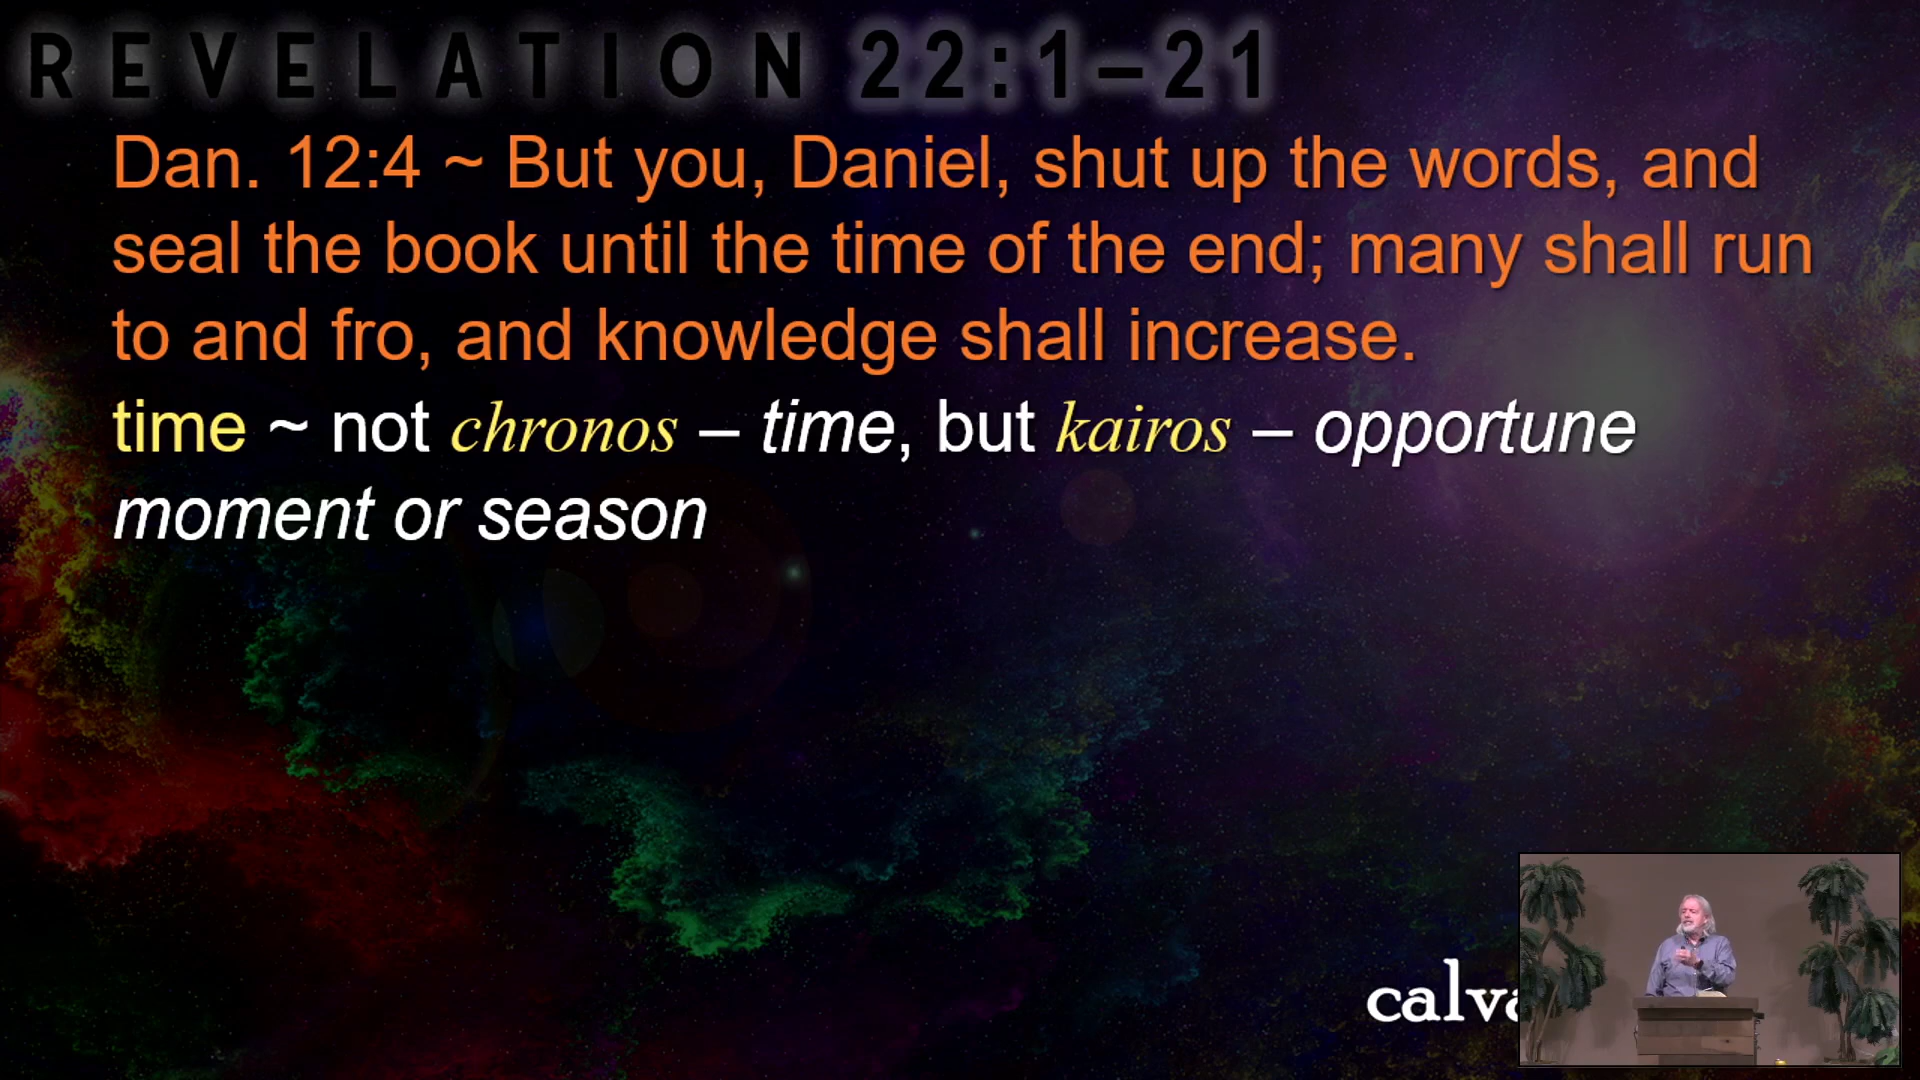 REVELATION 22:1–21
Dan. 12:4 ~ But you, Daniel, shut up the words, and
seal the book until the time of the end; many shall run
to and fro, and knowledge shall increase.
time ~ not chronos – time, but kairos – opportune
moment or season